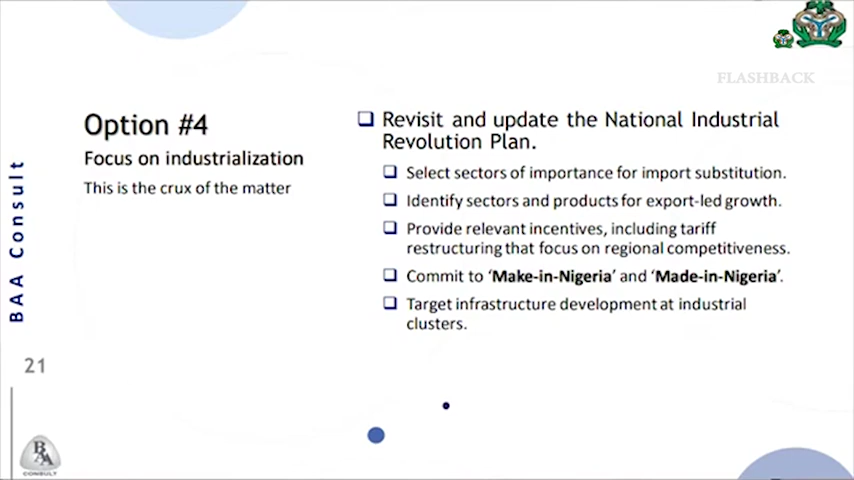 FLASHBACK
Option #4
Focus on industrialization
This is the crux of the matter
Revisit and update the National Industrial
Revolution Plan.
Select sectors of importance for import substitution.
Identify sectors and products for export-led growth.
Provide relevant incentives, including tariff
restructuring that focus on regional competitiveness.
Commit to ‘Make-in-Nigeria’ and ‘Made-in-Nigeria’.
Target infrastructure development at industrial
clusters.
BAA Consult
21
BAA
CONSULT